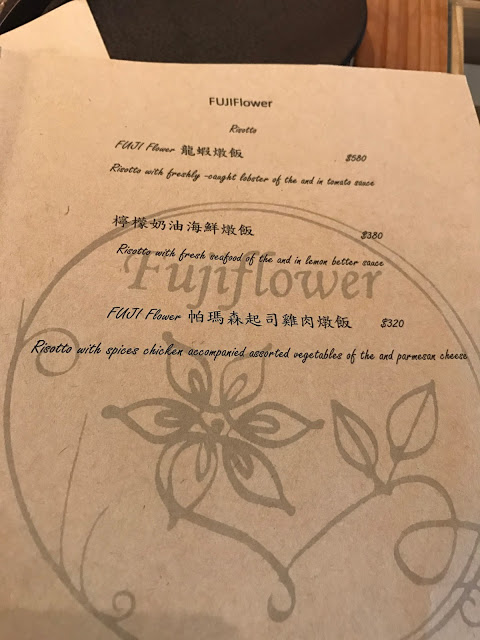 FUJIFlower
Risotto
FUJI Flower 龍蝦燉飯 $580
Risotto with freshly -caught lobster of the and in tomato sauce
檸檬奶油海鮮燉飯 $380
Risotto with fresh seafood of the and in lemon better sauce
Fujiflower
FUJI Flower 帕瑪森起司雞肉燉飯 $320
Risotto with spices chicken accompanied assorted vegetables of the and parmesan cheese